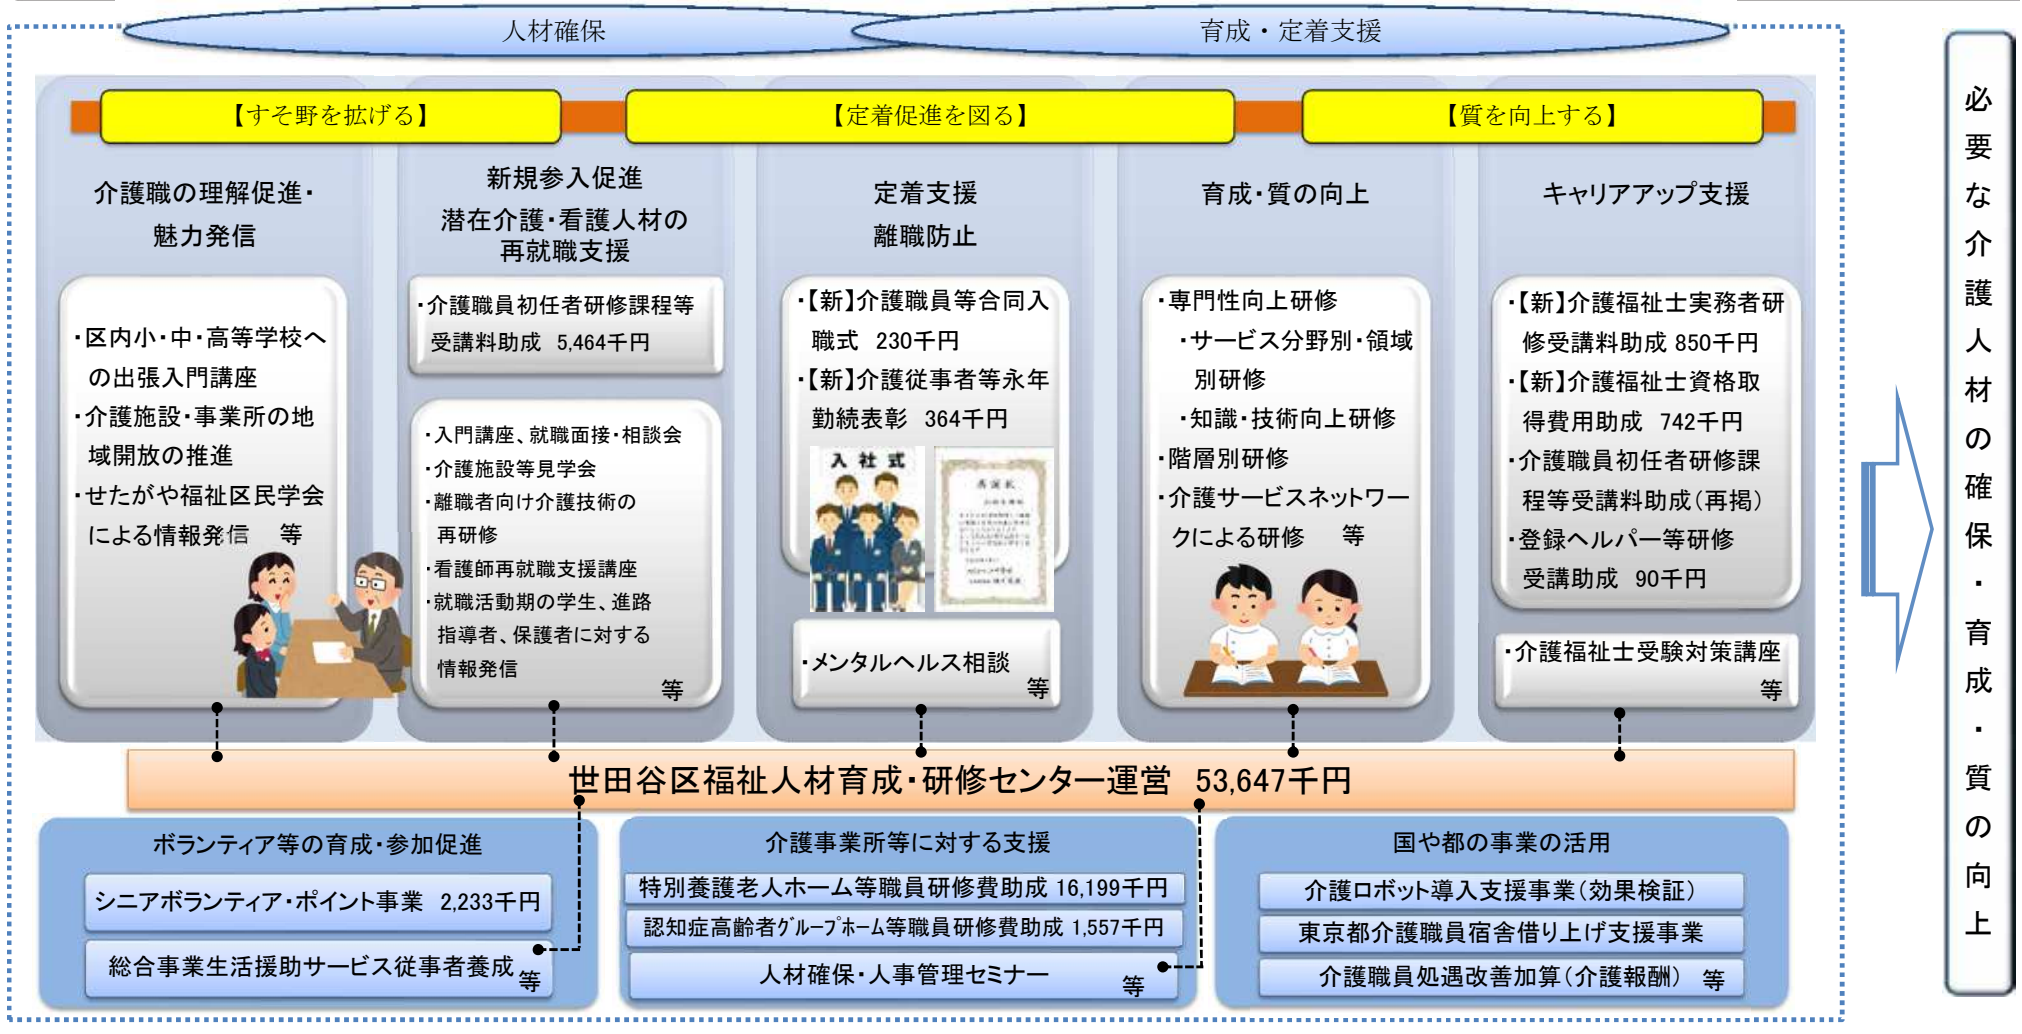 人材確保
育成・定着支援
【すそ野を拡げる】
【定着促進を図る】
【質を向上する】
介護職の理解促進・
魅力発信
・区内小・中・高等学校へ
の出張入門講座
・介護施設・事業所の地
域開放の推進
・せたがや福祉区民学会
による情報発信 等
新規参入促進
潜在介護・看護人材の
再就職支援
・介護職員初任者研修課程等
受講料助成 5,464千円
・入門講座、就職面接・相談会
・介護施設等見学会
・離職者向け介護技術の
再研修
・看護師再就職支援講座
・就職活動期の学生、進路
指導者、保護者に対する
情報発信
等
定着支援
離職防止
・【新】介護職員等合同入
職式 230千円
・【新】介護従事者等永年
勤続表彰 364千円
入社式
・メンタルヘルス相談
等
育成・質の向上
・専門性向上研修
・サービス分野別・領域
別研修
・知識・技術向上研修
・階層別研修
・介護サービスネットワー
クによる研修 等
キャリアアップ支援
・【新】介護福祉士実務者研
修受講料助成 850千円
・【新】介護福祉士資格取
得費用助成 742千円
・介護職員初任者研修課
程等受講料助成（再掲）
・登録ヘルパー等研修
受講助成 90千円
・介護福祉士受験対策講座
等
世田谷区福祉人材育成・研修センター運営 53,647千円
ボランティア等の育成・参加促進
シニアボランティア・ポイント事業 2,233千円
総合事業生活援助サービス従事者養成 等
介護事業所等に対する支援
特別養護老人ホーム等職員研修費助成 16,199千円
認知症高齢者グループホーム等職員研修費助成 1,557千円
人材確保・人事管理セミナー 等
国や都の事業の活用
介護ロボット導入支援事業（効果検証）
東京都介護職員宿舎借り上げ支援事業
介護職員処遇改善加算（介護報酬） 等
必要な介護人材の確保・育成・質の向上